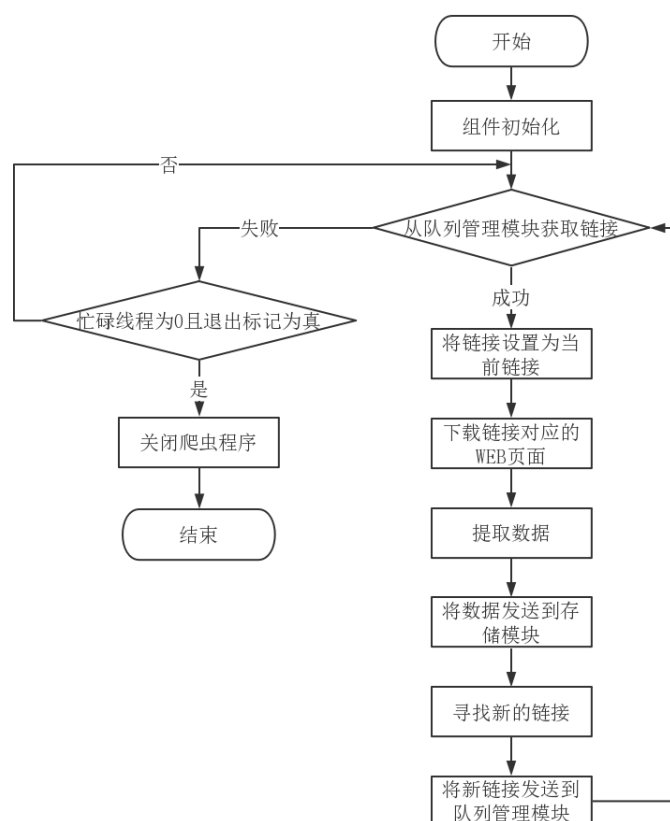 开始
组件初始化
否
从队列管理模块获取链接
失败
成功
忙碌线程为0且退出标记为真
将链接设置为当
前链接
是
下载链接对应的
WEB页面
关闭爬虫程序
结束
提取数据
将数据发送到存
储模块
寻找新的链接
将新链接发送到
队列管理模块